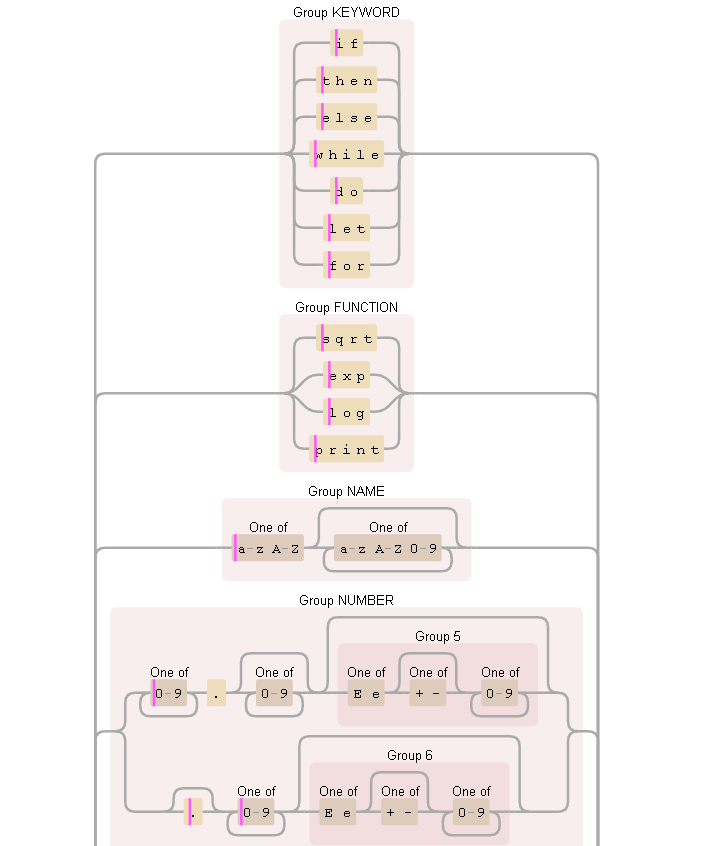 Group KEYWORD
if
then
else
while
do
let
for
Group FUNCTION
sqrt
exp
log
print
Group NAME
One of One of
a-z A-Z a-z A-Z 0-9
Group NUMBER
Group 5
One of One of One of One of One of
0-9 . 0-9 E e + - 0-9
Group 6
One of One of One of One of
. 0-9 E e + - 0-9